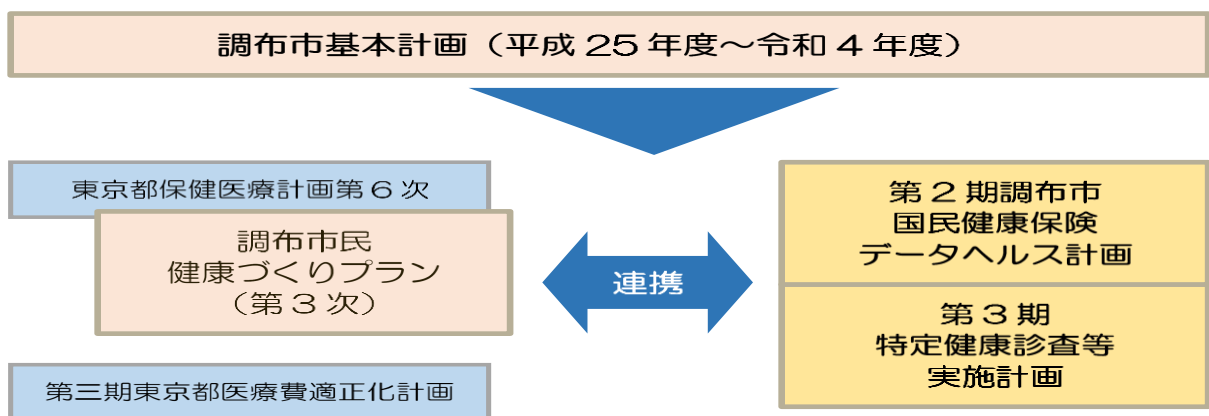 調布市基本計画（平成 25 年度～令和 4 年度）
東京都保健医療計画第 6 次
調布市民
健康づくりプラン
（第 3 次）
第三期東京都医療費適正化計画
連携
第 2 期調布市
国民健康保険
データヘルス計画
第 3 期
特定健康診査等
実施計画